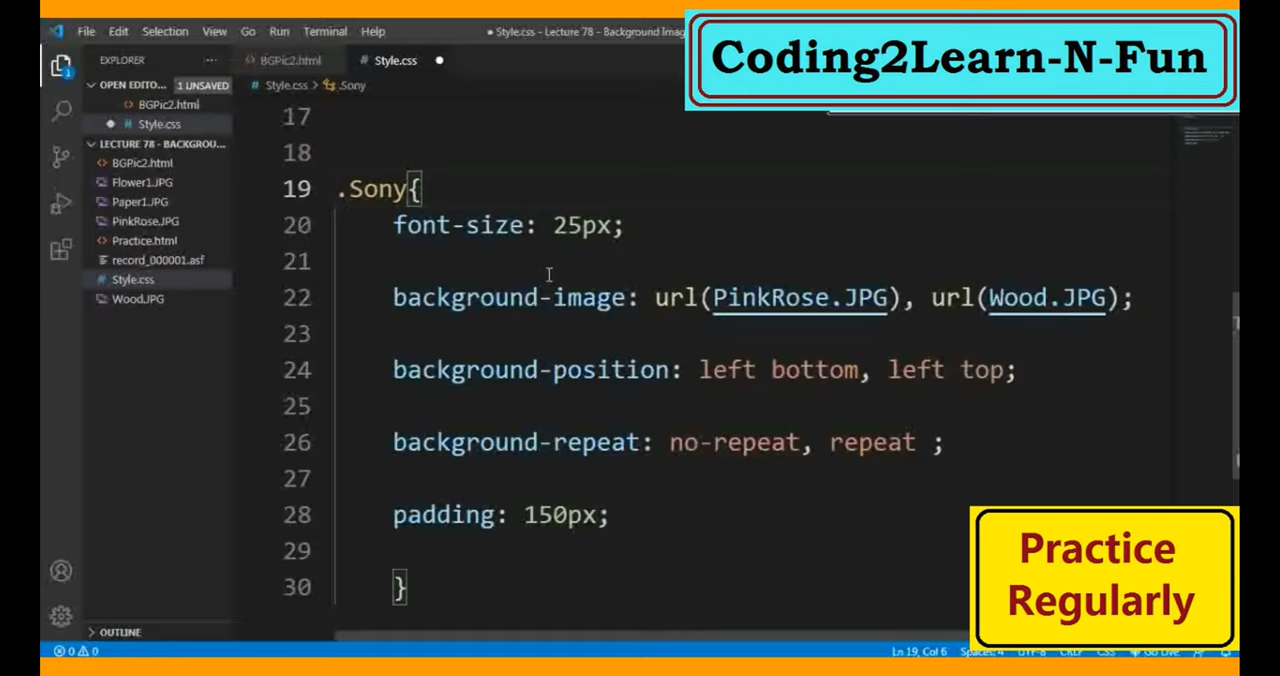 File Edit Selection View Go Run Terminal Help
Style.css - Lecture 78 - Background Imag
Coding2Learn-N-Fun
EXPLORER
BGPic2.html
Style.css
OPEN EDITO... 1 UNSAVED
Style.css > .Sony
BGPic2.html
Style.css
LECTURE 78 - BACKGROU...
BGPic2.html
Flower1.JPG
Paper1.JPG
PinkRose.JPG
Practice.html
record_000001.asf
Style.css
Wood.JPG
17
18
19 .Sony{
20 font-size: 25px;
21
22 background-image: url(PinkRose.JPG), url(Wood.JPG);
23
24 background-position: left bottom, left top;
25
26 background-repeat: no-repeat, repeat ;
27
28 padding: 150px;
29
30 }
Practice
Regularly
OUTLINE
0 0
Ln 19, Col 6